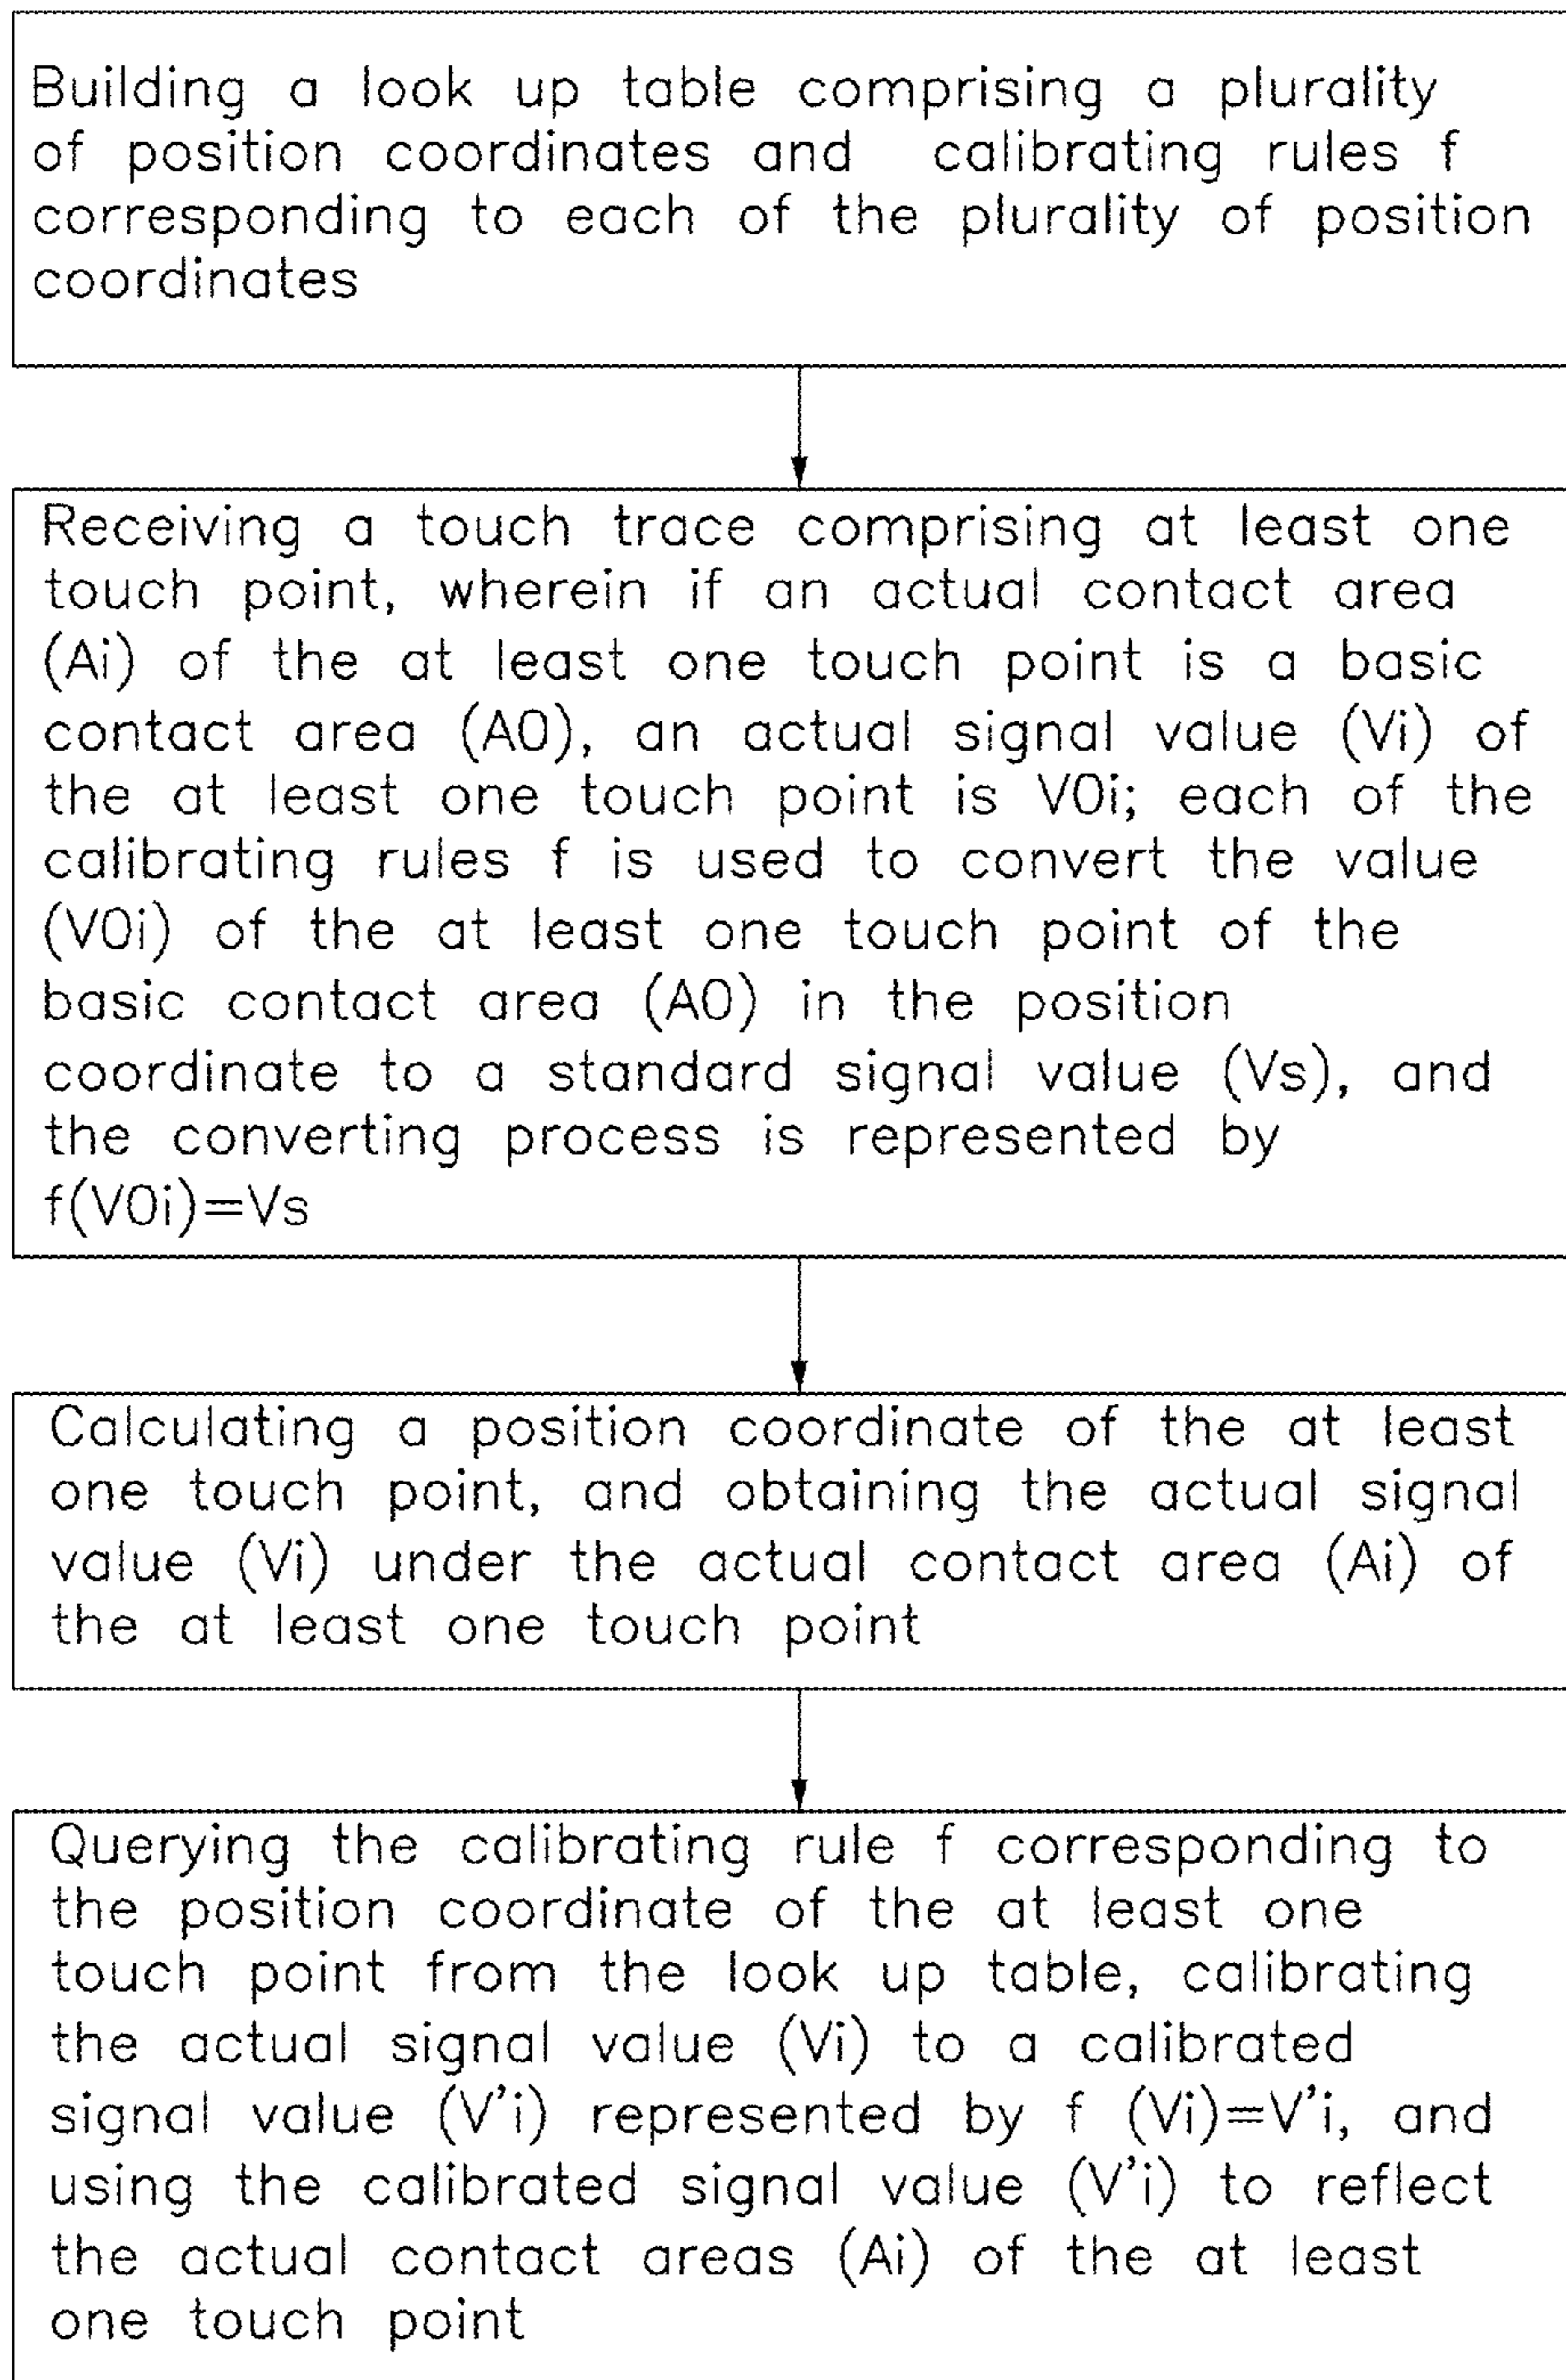 Building a look up table comprising a plurality
of position coordinates and calibrating rules f
corresponding to each of the plurality of position
coordinates
Receiving a touch trace comprising at least one
touch point, wherein if an actual contact area
(Ai) of the at least one touch point is a basic
contact area (A0), an actual signal value (Vi) of
the at least one touch point is V0i; each of the
calibrating rules f is used to convert the value
(V0i) of the at least one touch point of the
basic contact area (A0) in the position
coordinate to a standard signal value (Vs), and
the converting process is represented by
f(V0i)=Vs
Calculating a position coordinate of the at least
one touch point, and obtaining the actual signal
value (Vi) under the actual contact area (Ai) of
the at least one touch point
Querying the calibrating rule f corresponding to
the position coordinate of the at least one
touch point from the look up table, calibrating
the actual signal value (Vi) to a calibrated
signal value (V'i) represented by f (Vi)=V'i, and
using the calibrated signal value (V'i) to reflect
the actual contact areas (Ai) of the at least
one touch point